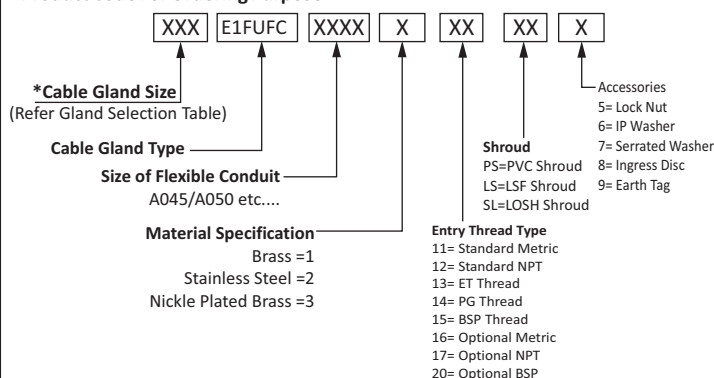 XXX E1FUFC XXXX X XX XX X
*Cable Gland Size
(Refer Gland Selection Table)
Cable Gland Type
Size of Flexible Conduit
A045/A050 etc....
Material Specification
Brass =1
Stainless Steel =2
Nickle Plated Brass =3
Entry Thread Type
11= Standard Metric
12= Standard NPT
13= ET Thread
14= PG Thread
15= BSP Thread
16= Optional Metric
17= Optional NPT
20= Optional BSP
Shroud
PS=PVC Shroud
LS=LSF Shroud
SL=LOSH Shroud
Accessories
5= Lock Nut
6= IP Washer
7= Serrated Washer
8= Ingress Disc
9= Earth Tag